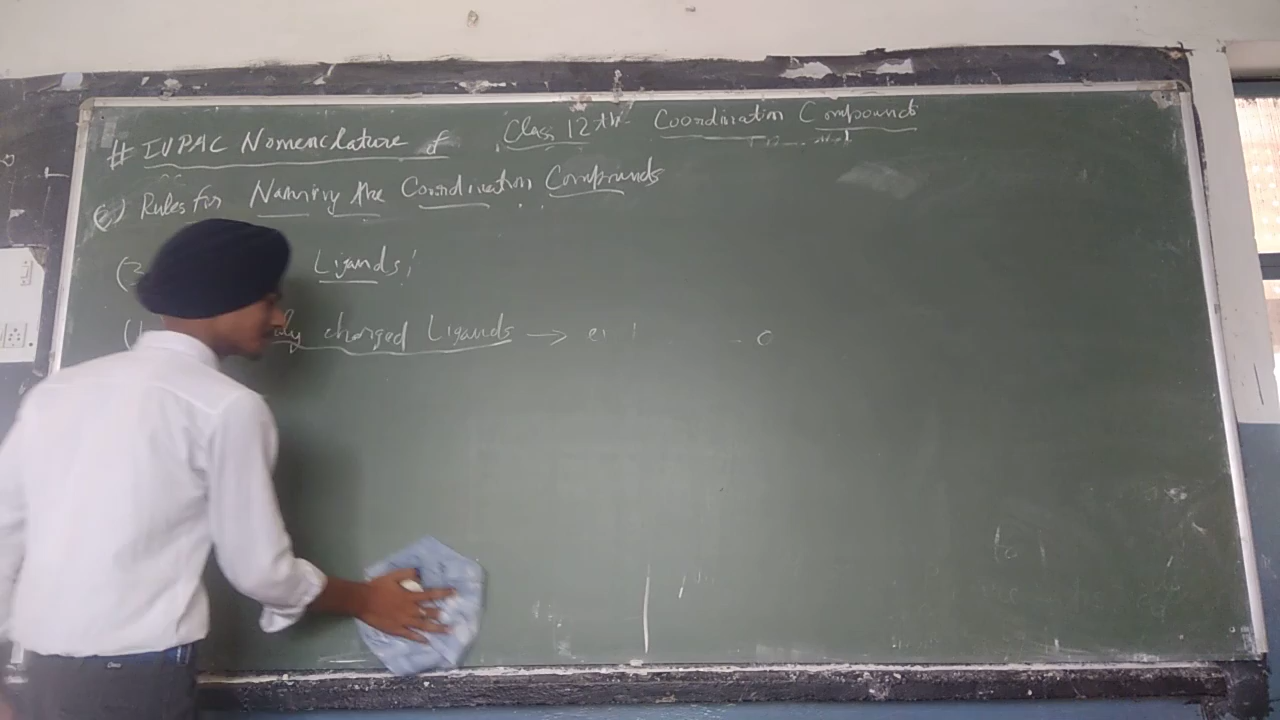 # IUPAC Nomenclature of Class 12th Coordination Compounds
Rules for Naming the Coordination Compounds
Ligands;
charged Ligands →